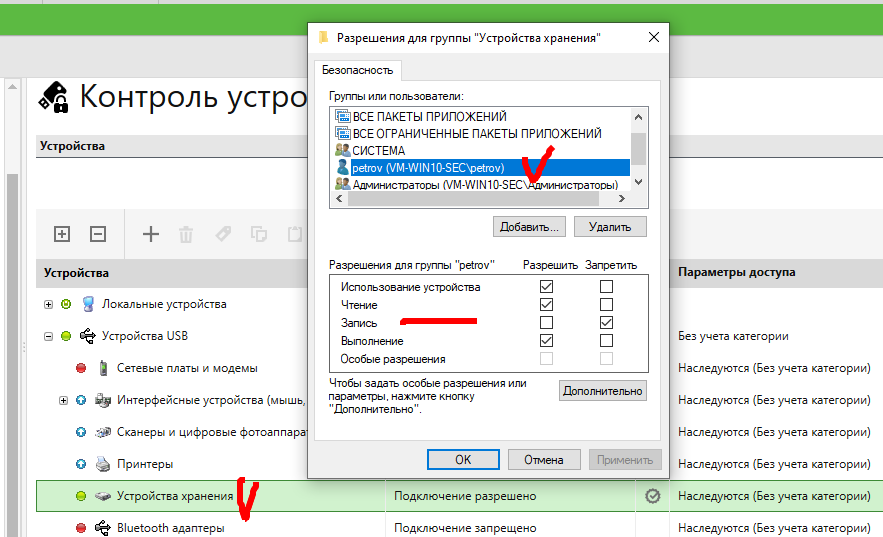 Разрешения для группы "Устройства хранения"
Безопасность
Группы или пользователи:
ВСЕ ПАКЕТЫ ПРИЛОЖЕНИЙ
ВСЕ ОГРАНИЧЕННЫЕ ПАКЕТЫ ПРИЛОЖЕНИЙ
СИСТЕМА
petrov (VM-WIN10-SEC\petrov)
Администраторы (VM-WIN10-SEC\Администраторы)
Добавить... Удалить
Разрешения для группы "petrov" Разрешить Запретить
Использование устройства
Чтение
Запись
Выполнение
Особые разрешения
Чтобы задать особые разрешения или
параметры, нажмите кнопку
"Дополнительно".
Дополнительно
ОК Отмена Применить
Контроль устро
Устройства
Устройства Параметры доступа
Локальные устройства
Устройства USB Без учета категории
Сетевые платы и модемы Наследуются (Без учета категории)
Интерфейсные устройства (мышь, Наследуются (Без учета категории)
Сканеры и цифровые фотоаппарат Наследуются (Без учета категории)
Принтеры Наследуются (Без учета категории)
Устройства хранения Подключение разрешено Наследуются (Без учета категории)
Bluetooth адаптеры Подключение запрещено Наследуются (Без учета категории)